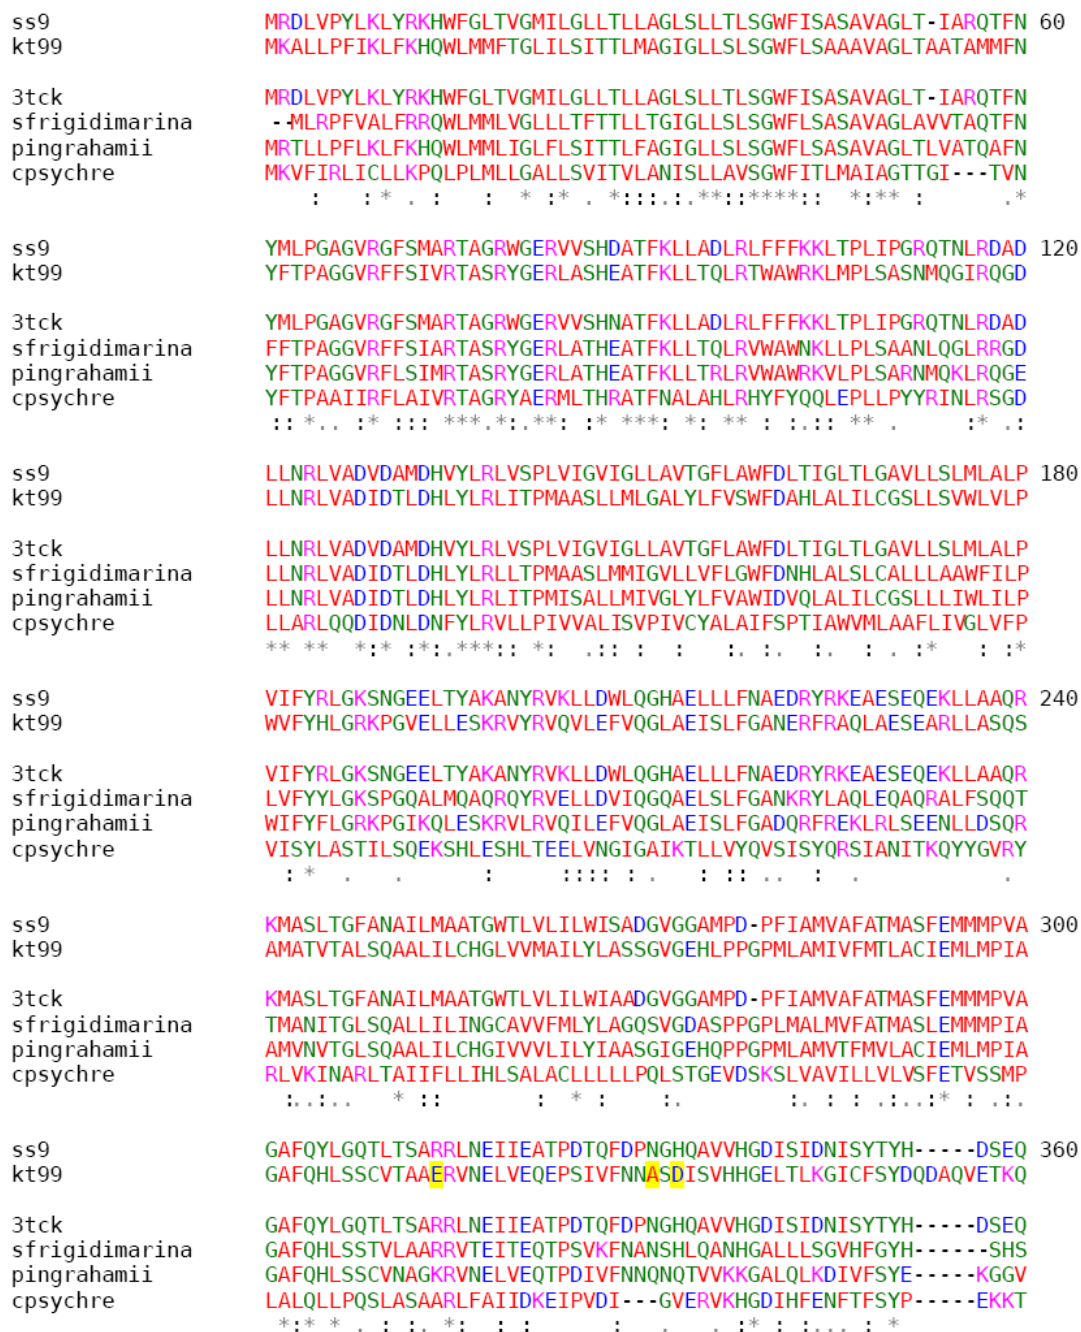 ss9 MRDLVPYLKLYRKHWFGLTVGMILGLLTLLAGLSLLTLSGWFISASAVAGLT-IARQTFN 60
kt99 MKALLPFIKLFKHQWLMMFTGLILSITTLMAGIGLLSLSGWFLSAAAVAGLTAATAMMFN
3tck MRDLVPYLKLYRKHWFGLTVGMILGLLTLLAGLSLLTLSGWFISASAVAGLT-IARQTFN
sfrigidimarina --MLRPFVALFRRQWLMMLVGLLLTFTTLLTGIGLLSLSGWFLSASAVAGLAVVTAQTFN
pingrahamii MRTLLPFLKLFKHQWLMMLIGLFLSITTLFAGIGLLSLSGWFLSASAVAGLTLVATQAFN
cpsychre MKVFIRLICLLKPQLPLMLLGALLSVITVLANISLLAVSGWFITLMAIAGTTGI---TVN
: :* . : : * :* . *:::.:.**::****:: *:** : .*
ss9 YMLPGAGVRGFSMARTAGRWGERVVSHDATFKLLADLRLFFFKKLTPLIPGRQTNLRDAD 120
kt99 YFTPAGGVRFFSIVRTASRYGERLASHEATFKLLTQLRTWAWRKLMPLSASNMQGIRQGD
3tck YMLPGAGVRGFSMARTAGRWGERVVSHNATFKLLADLRLFFFKKLTPLIPGRQTNLRDAD
sfrigidimarina FFTPAGGVRFFSIARTASRYGERLATHEATFKLLTQLRVWAWNKLLPLSAANLQGLRRGD
pingrahamii YFTPAGGVRFLSIMRTASRYGERLATHEATFKLLTRLRVWAWRKVLPLSARNMQKLRQGE
cpsychre YFTPAAIIRFLAIVRTAGRYAERMLTHRATFNALAHLRHYFYQQLEPLLPYYRINLRSGD
:: *.. :* ::: ***.*:.**: :* ***: *: ** : :.:: ** . :* .:
ss9 LLNRLVADVDAMDHVYLRLVSPLVIGVIGLLAVTGFLAWFDLTIGLTLGAVLLSLMLALP 180
kt99 LLNRLVADIDTLDHLYLRLITPMAASLLMLGALYLFVSWFDAHLALILCGSLLSVWLVLP
3tck LLNRLVADVDAMDHVYLRLVSPLVIGVIGLLAVTGFLAWFDLTIGLTLGAVLLSLMLALP
sfrigidimarina LLNRLVADIDTLDHLYLRLLTPMAASLMMIGVLLVFLGWFDNHLALSLCALLLAAWFILP
pingrahamii LLNRLVADIDTLDHLYLRLITPMISALLMIVGLYLFVAWIDVQLALILCGSLLLLIWLILP
cpsychre LLARLQQDIDNLDNFYLRVLLPIVVALISVPIVCYALAIFSPTIAWVMLAAFLIVGLVFP
** ** *:* :*:.***:: *: .:: : : :. :. :. : . :* : :*
ss9 VIFYRLGKSNGEELTYAKANYRVKLLDWLQGHAELLLFNAEDRYRKEAESEQEKLLAAQR 240
kt99 WVFYHLGRKPGVELLESKRVYRVQVLEFVQGLAEISLFGANERFRAQLAESEARLLASQS
3tck VIFYRLGKSNGEELTYAKANYRVKLLDWLQGHAELLLFNAEDRYRKEAESEQEKLLAAQR
sfrigidimarina LVFYYLGKSPGQALMQAQRQYRVELLDVIQGQAELSLFGANKRYLAQLEQAQRALFSQQT
pingrahamii WIFYFLGRKPGIKQLESKRVLRVQILEFVQGLAEISLFGADQRFREKLRLSEENLLDSQR
cpsychre VISYLASTILSQEKSHLESHLTEELVNGIGAIKTLLVYQVSISYQRSIANITKQYYGVRY
: * . . : :::: : . : :: .. : . .
ss9 KMASLTGFANAILMAATGWTLVLILWISADGVGGAMPD-PFIAMVAFATMASFEMMMPVA 300
kt99 AMATVTALSQAALILCHGLVVMAILYLASSGVGEHLPPGPMLAMIVFMTLACIEMLMPIA
3tck KMASLTGFANAILMAATGWTLVLILWIAADGVGGAMPD-PFIAMVAFATMASFEMMMPVA
sfrigidimarina TMANITGLSQALLILINGCAVVFMLYLAGQSVGDASPPGPLMALMVFATMASLEMMMPIA
pingrahamii AMVNVTGLSQAALILCHGIVVVLILYIAASGIGEHQPPGPMLAMVTFMVLACIEMLMPIA
cpsychre RLVKINARLTAIIFLLIHLSALACLLLLLPQLSTGEVDSKSLVAVILLVLVSFETVSSMP
:..:.. * :: : * : :. :. : : .:..:* : .:.
ss9 GAFQYLGQTLTSARRLNEIIEATPDTQFDPNGHQAVVHGDISIDNISYTYH-----DSEQ 360
kt99 GAFQHLSSCVTAAERVNELVEQEPSIVFNNASDISVHHGELTLKGICFSYDQDAQVETKQ
3tck GAFQYLGQTLTSARRLNEIIEATPDTQFDPNGHQAVVHGDISIDNISYTYH-----DSEQ
sfrigidimarina GAFQHLSSTVLAARRVTEITEQTPSVKFNANSHLQANHGALLLSGVHFGYH------SHS
pingrahamii GAFQHLSSCVNAGKRVNELVEQTPDIVFNNQNQTVVKKGALQLKDIVFSYE-----KGGV
cpsychre LALQLLPQSLASAARLFAIIDKEIPVDI---GVERVKHGDIHFENFTFSYP-----EKKT
*:* * . : :. *: : : : . . :* : :... : *